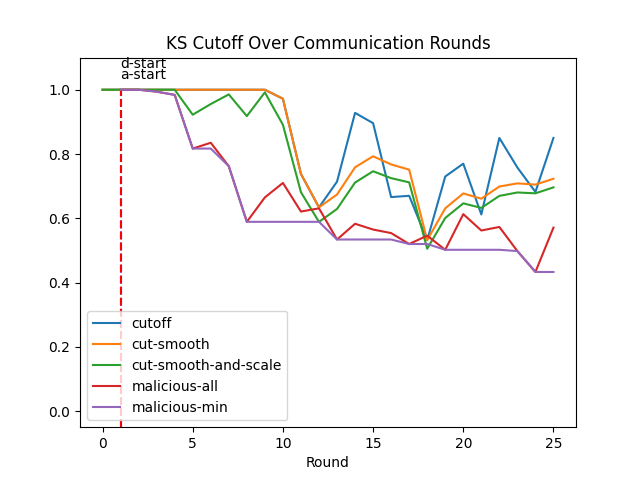 KS Cutoff Over Communication Rounds
d-start
a-start
1.0
0.8
0.6
0.4
0.2
0.0
cutoff
cut-smooth
cut-smooth-and-scale
malicious-all
malicious-min
0 5 10 15 20 25
Round